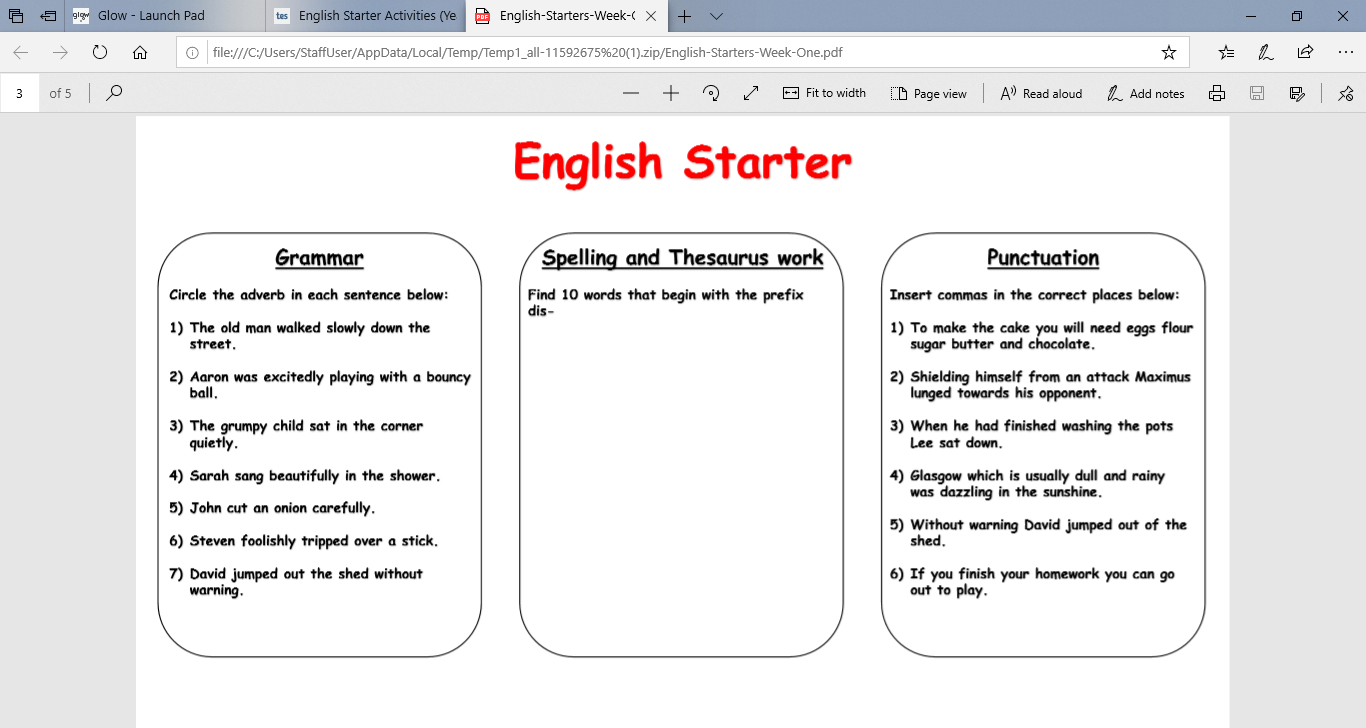 Glow - Launch Pad
tes English Starter Activities (Ye
PDF English-Starters-Week-(
file:///C:/Users/StaffUser/AppData/Local/Temp/Temp1_all-11592675%20(1).zip/English-Starters-Week-One.pdf
3 of 5
Fit to width
Page view
Read aloud
Add notes
English Starter
Grammar
Circle the adverb in each sentence below:
1) The old man walked slowly down the
street.
2) Aaron was excitedly playing with a bouncy
ball.
3) The grumpy child sat in the corner
quietly.
4) Sarah sang beautifully in the shower.
5) John cut an onion carefully.
6) Steven foolishly tripped over a stick.
7) David jumped out the shed without
warning.
Spelling and Thesaurus work
Find 10 words that begin with the prefix
dis-
Punctuation
Insert commas in the correct places below:
1) To make the cake you will need eggs flour
sugar butter and chocolate.
2) Shielding himself from an attack Maximus
lunged towards his opponent.
3) When he had finished washing the pots
Lee sat down.
4) Glasgow which is usually dull and rainy
was dazzling in the sunshine.
5) Without warning David jumped out of the
shed.
6) If you finish your homework you can go
out to play.